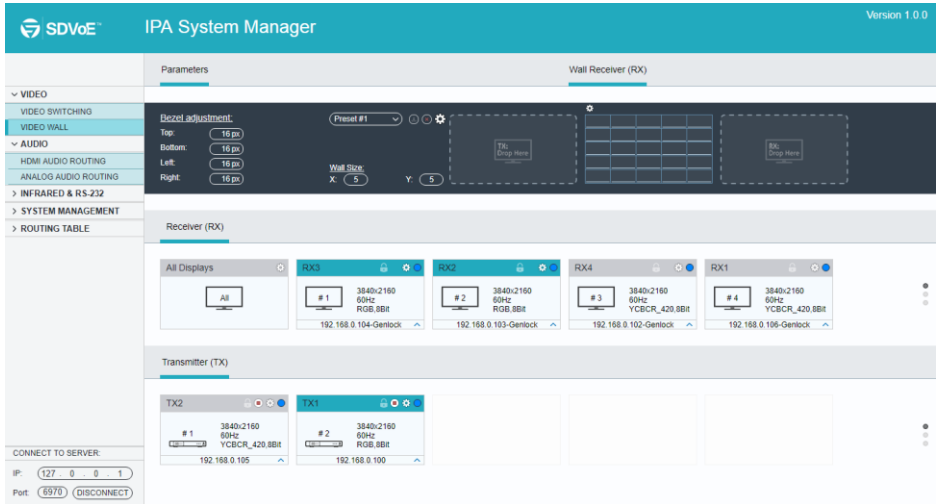 SDVoE™
IPA System Manager
Version 1.0.0
VIDEO
VIDEO SWITCHING
VIDEO WALL
AUDIO
HDMI AUDIO ROUTING
ANALOG AUDIO ROUTING
INFRARED & RS-232
SYSTEM MANAGEMENT
ROUTING TABLE
CONNECT TO SERVER:
IP: 127 . 0 . 0 . 1
Port: 6970 DISCONNECT
Parameters
Wall Receiver (RX)
Bezel adjustment:
Top: 16 px
Bottom: 16 px
Left: 16 px
Right: 16 px
Preset #1
Wall Size:
X: 5 Y: 5
TX:
Drop Here
RX:
Drop Here
Receiver (RX)
All Displays
All
RX3
# 1
3840x2160
60Hz
RGB,8Bit
192.168.0.104-Genlock
RX2
# 2
3840x2160
60Hz
RGB,8Bit
192.168.0.103-Genlock
RX4
# 3
3840x2160
60Hz
YCBCR_420,8Bit
192.168.0.102-Genlock
RX1
# 4
3840x2160
60Hz
YCBCR_420,8Bit
192.168.0.106-Genlock
Transmitter (TX)
TX2
# 1
3840x2160
60Hz
YCBCR_420,8Bit
192.168.0.105
TX1
# 2
3840x2160
60Hz
RGB,8Bit
192.168.0.100